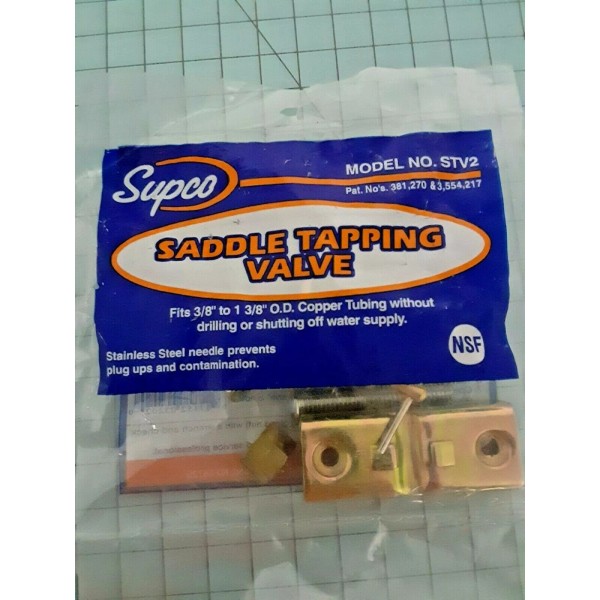 Supco
MODEL NO. STV2
Pat. No's. 381,270 & 3,554,217
SADDLE TAPPING
VALVE
Fits 3/8" to 1 3/8" O.D. Copper Tubing without
drilling or shutting off water supply.
Stainless Steel needle prevents
plug ups and contamination.
NSF